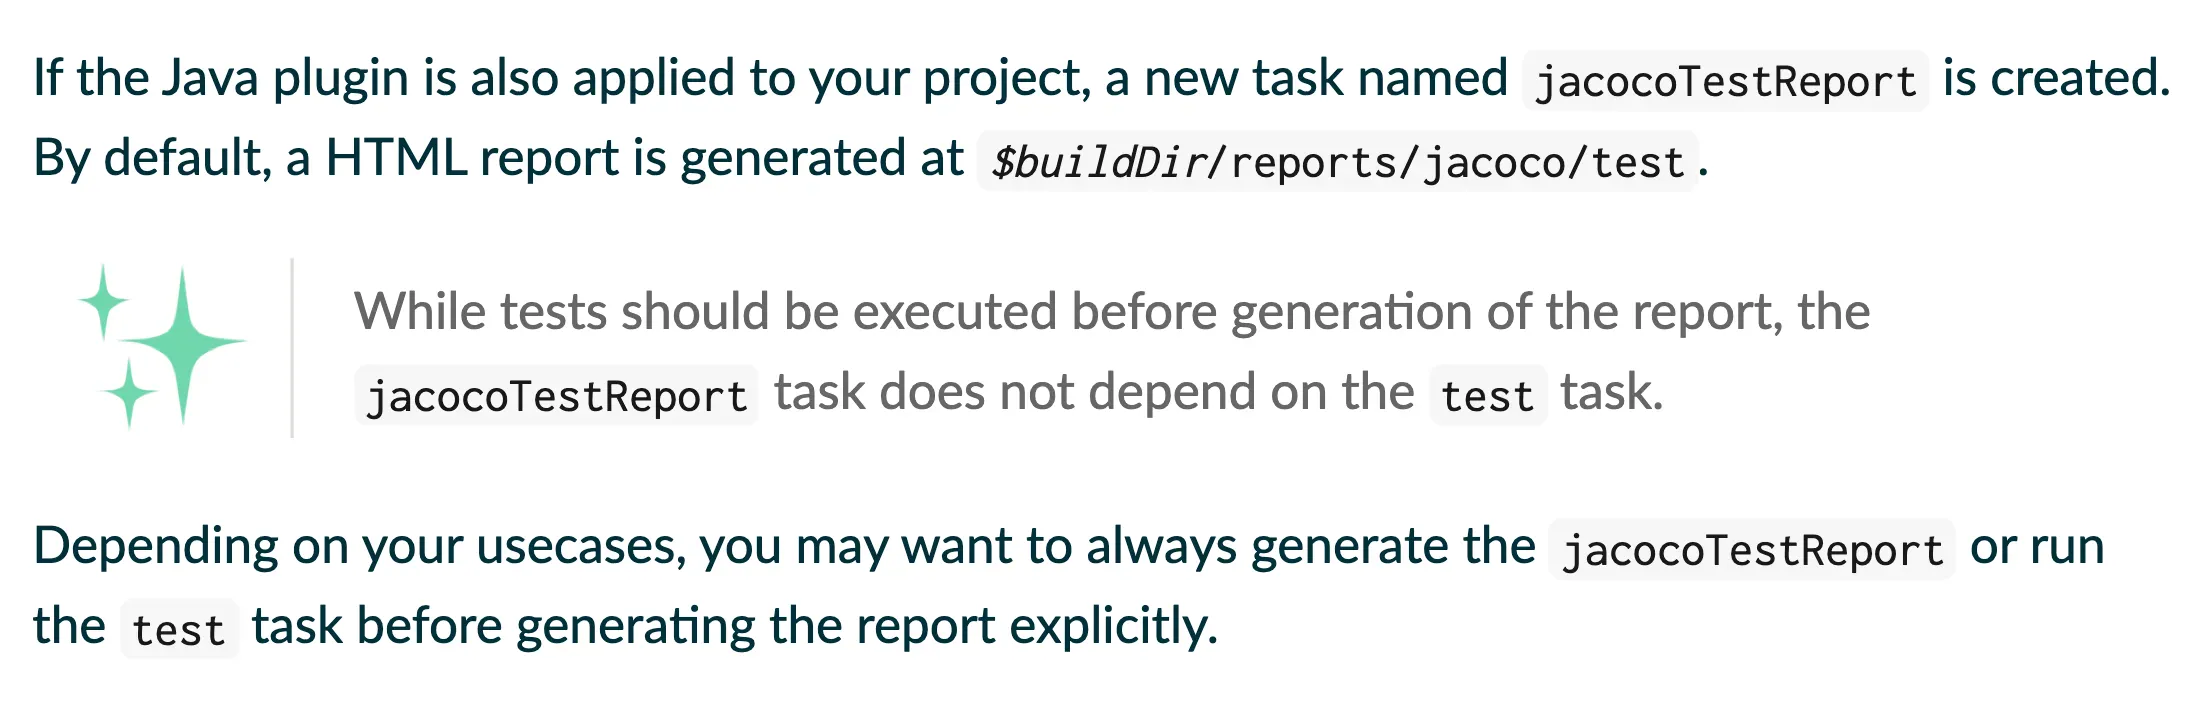 If the Java plugin is also applied to your project, a new task named jacocoTestReport is created.
By default, a HTML report is generated at $buildDir/reports/jacoco/test.
While tests should be executed before generation of the report, the
jacocoTestReport task does not depend on the test task.
Depending on your usecases, you may want to always generate the jacocoTestReport or run
the test task before generating the report explicitly.